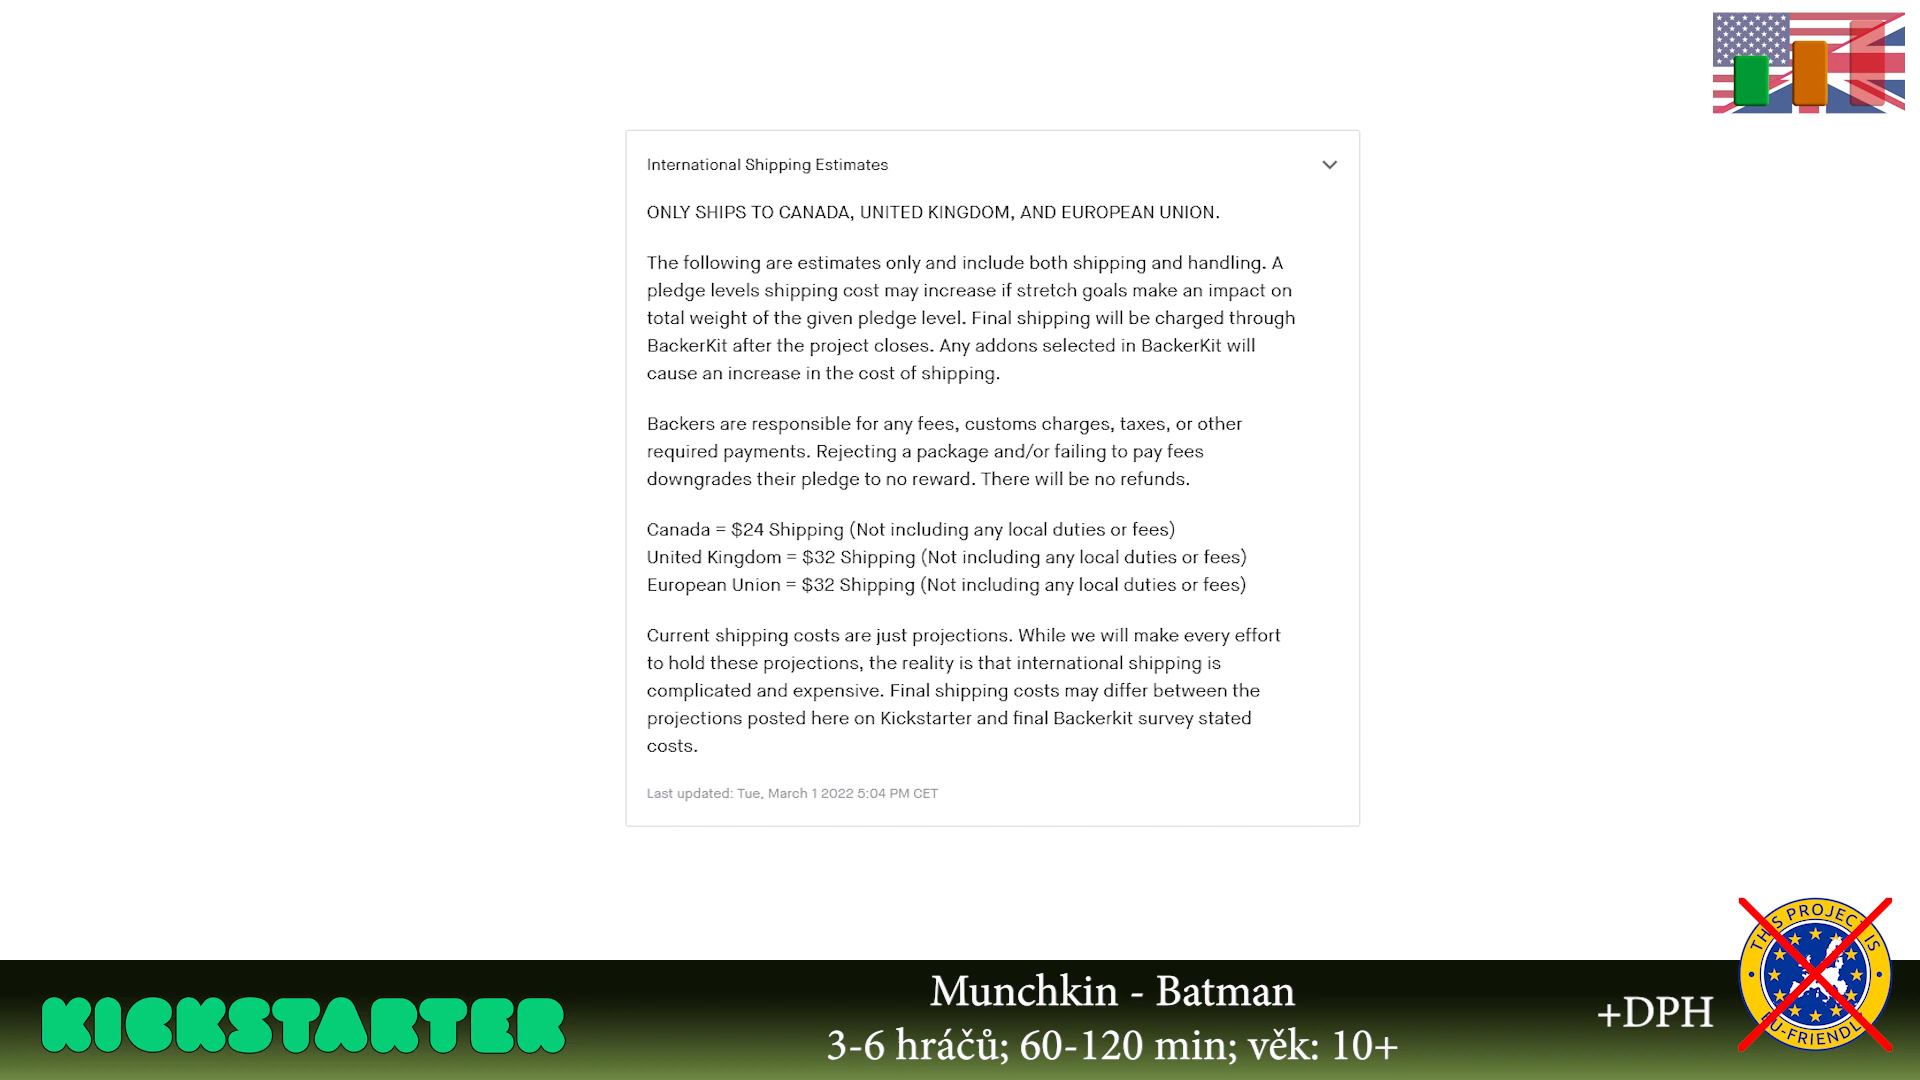 International Shipping Estimates
ONLY SHIPS TO CANADA, UNITED KINGDOM, AND EUROPEAN UNION.
The following are estimates only and include both shipping and handling. A
pledge levels shipping cost may increase if stretch goals make an impact on
total weight of the given pledge level. Final shipping will be charged through
BackerKit after the project closes. Any addons selected in BackerKit will
cause an increase in the cost of shipping.
Backers are responsible for any fees, customs charges, taxes, or other
required payments. Rejecting a package and/or failing to pay fees
downgrades their pledge to no reward. There will be no refunds.
Canada = $24 Shipping (Not including any local duties or fees)
United Kingdom = $32 Shipping (Not including any local duties or fees)
European Union = $32 Shipping (Not including any local duties or fees)
Current shipping costs are just projections. While we will make every effort
to hold these projections, the reality is that international shipping is
complicated and expensive. Final shipping costs may differ between the
projections posted here on Kickstarter and final Backerkit survey stated
costs.
Last updated: Tue, March 1 2022 5:04 PM CET
KICKSTARTER
Munchkin - Batman
3-6 hráčů; 60-120 min; věk: 10+
+DPH
THIS PROJECT IS
EU-FRIENDLY